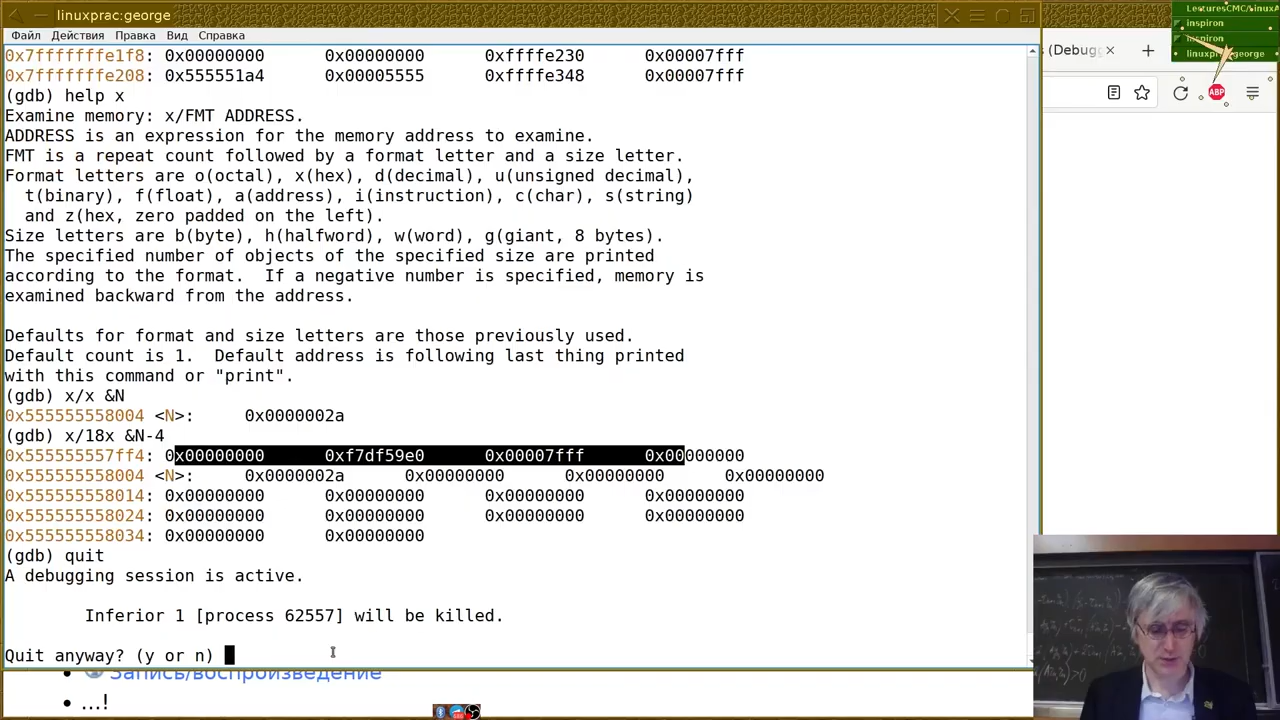 linuxprac:george
Файл Действия Правка Вид Справка
0x7fffffffe1f8: 0x00000000 0x00000000 0xffffe230 0x00007fff
0x7fffffffe208: 0x555551a4 0x00005555 0xffffe348 0x00007fff
(gdb) help x
Examine memory: x/FMT ADDRESS.
ADDRESS is an expression for the memory address to examine.
FMT is a repeat count followed by a format letter and a size letter.
Format letters are o(octal), x(hex), d(decimal), u(unsigned decimal),
t(binary), f(float), a(address), i(instruction), c(char), s(string)
and z(hex, zero padded on the left).
Size letters are b(byte), h(halfword), w(word), g(giant, 8 bytes).
The specified number of objects of the specified size are printed
according to the format.  If a negative number is specified, memory is
examined backward from the address.
Defaults for format and size letters are those previously used.
Default count is 1.  Default address is following last thing printed
with this command or "print".
(gdb) x/x &N
0x555555558004 <N>: 0x0000002a
(gdb) x/18x &N-4
0x555555557ff4: 0x00000000 0xf7df59e0 0x00007fff 0x00000000
0x555555558004 <N>: 0x0000002a 0x00000000 0x00000000 0x00000000
0x555555558014: 0x00000000 0x00000000 0x00000000 0x00000000
0x555555558024: 0x00000000 0x00000000 0x00000000 0x00000000
0x555555558034: 0x00000000 0x00000000
(gdb) quit
A debugging session is active.
Inferior 1 [process 62557] will be killed.
Quit anyway? (y or n)
Запись/воспроизведение
...!
LecturesCMC/LinuxA
inspiron
inspiron
linuxprac:george
(Debug
ABP